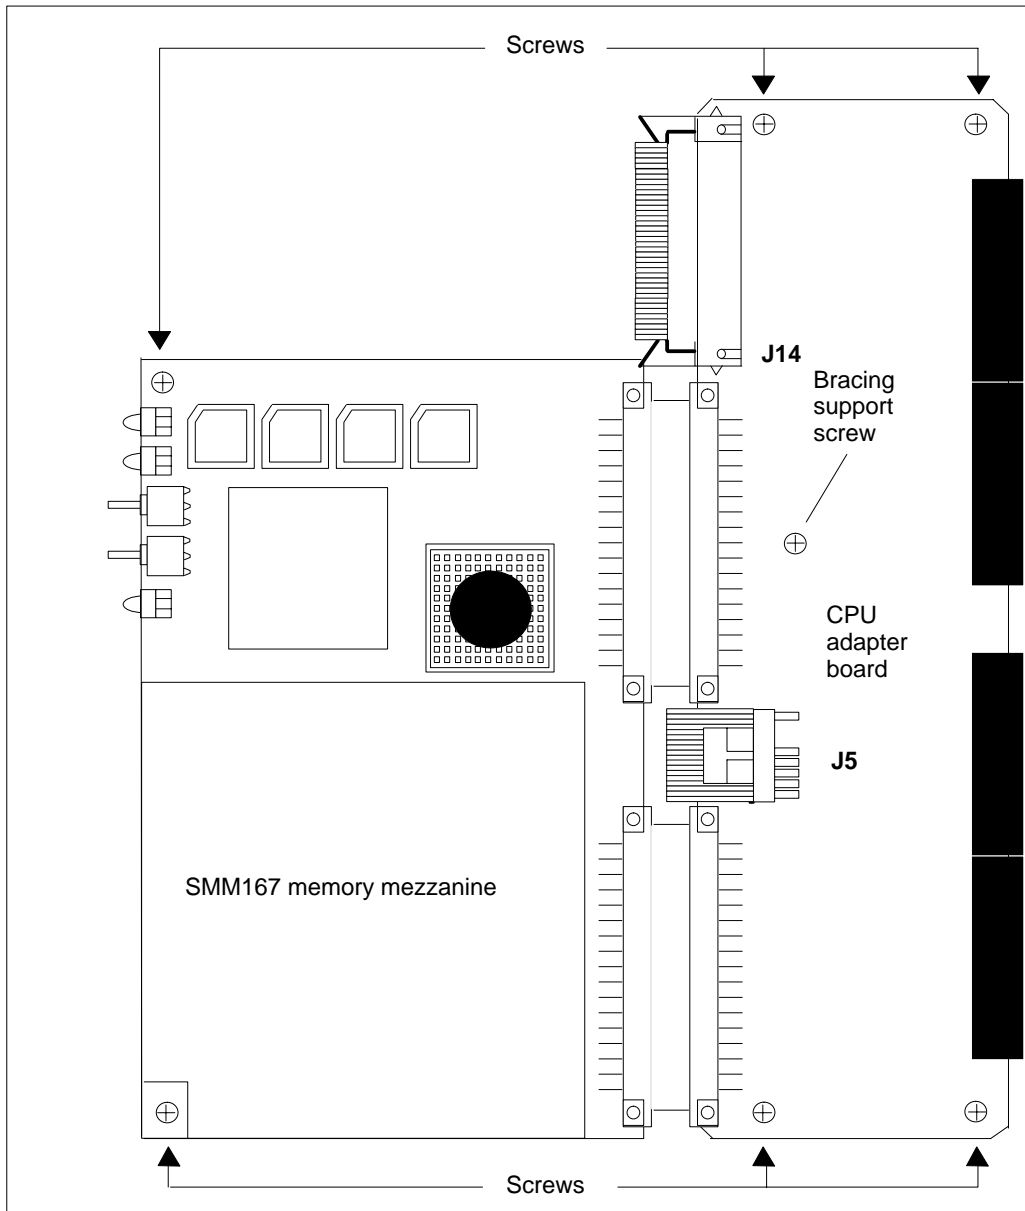 Screws
J14
Bracing
support
screw
CPU
adapter
board
J5
SMM167 memory mezzanine
Screws